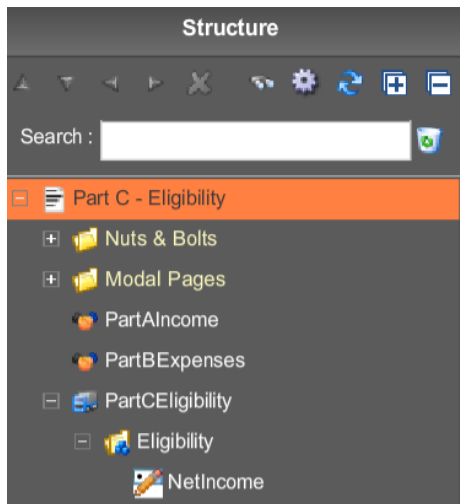 Structure
Search :
Part C - Eligibility
Nuts & Bolts
Modal Pages
PartAIncome
PartBExpenses
PartCEligibility
Eligibility
NetIncome